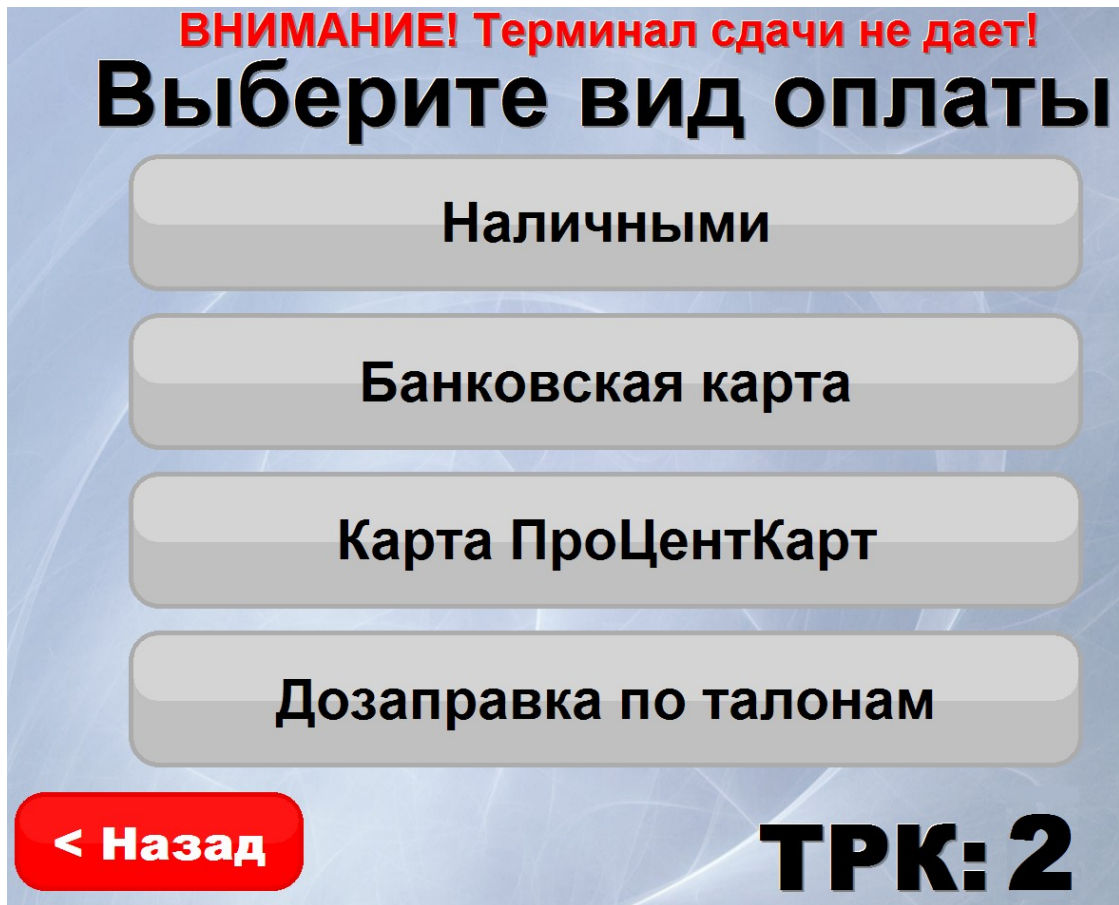 ВНИМАНИЕ! Терминал сдачи не дает!
Выберите вид оплаты
Наличными
Банковская карта
Карта ПроЦентКарт
Дозаправка по талонам
< Назад
ТРК: 2